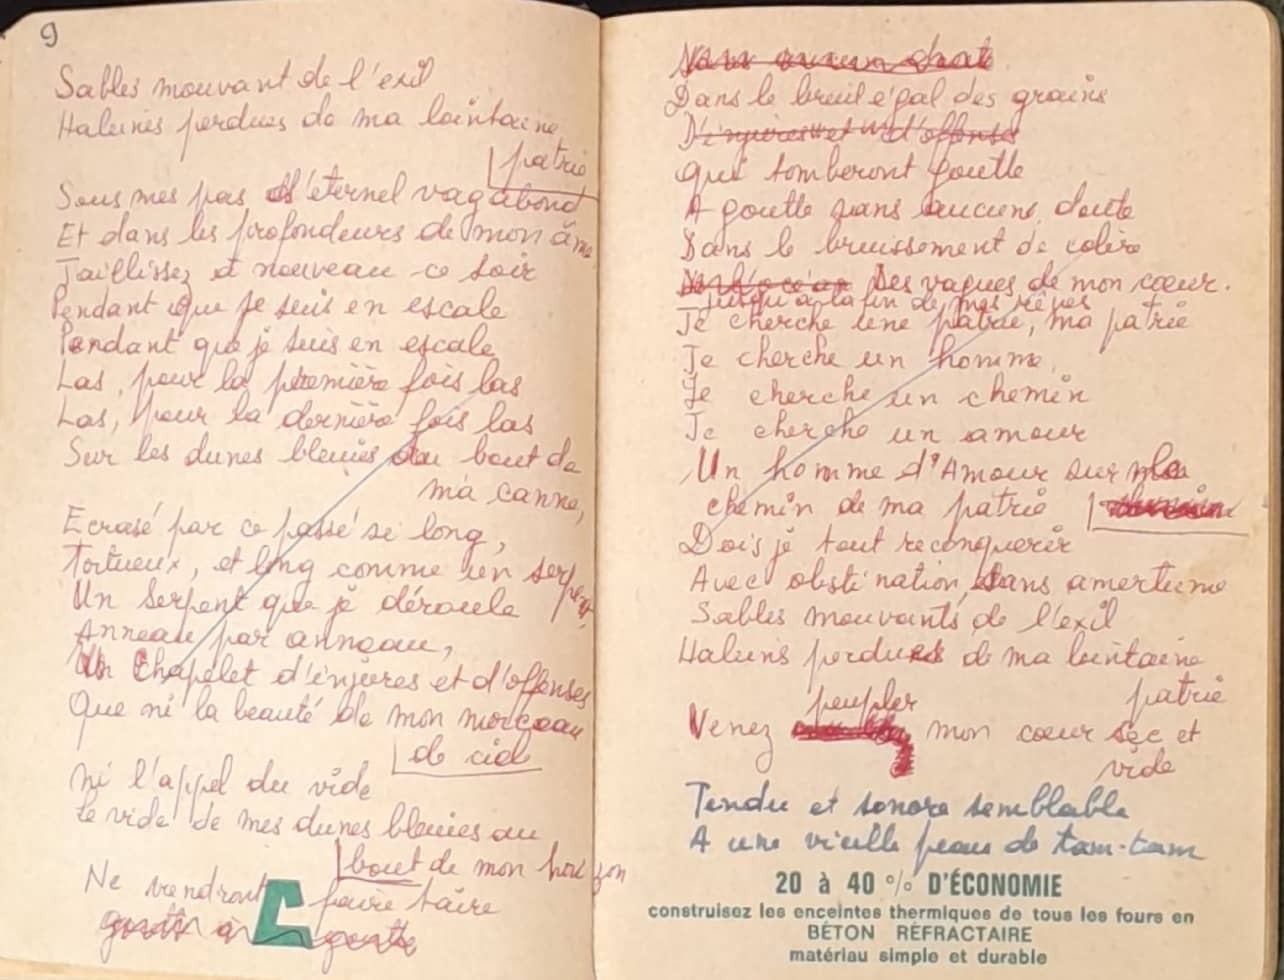 9
Sables mouvant de l'exil
Haleines perdues de ma lointaine
patrie
Sous mes pas d'éternel vagabond
Et dans les profondeurs de mon âme
Jaillissez à nouveau ce soir
Pendant que je suis en escale
Pendant que je suis en escale
Las, pour la première fois las
Las, pour la dernière fois las
Sur les dunes bleuies au bout de
ma canne,
Ecrasé par ce passé si long,
Tortueux, et long comme un serpent,
Un serpent que je déroule
Anneau par anneau,
Un Chapelet d'injures et d'offenses
Que ni la beauté de mon morceau
de ciel
ni l'appel du vide
Le vide de mes dunes bleuies au
bout de mon horizon
Ne viendront faire taire
goutte à goutte
Sans aucun doute
Dans le bruit égal des grains
D'injures et d'offenses
Qui tomberont goutte
A goutte sans aucune doute
Dans le bruissement de colère
Des vagues de mon cœur.
jusqu'à la fin de mes rêves
Je cherche une patrie, ma patrie
Je cherche un homme,
Je cherche un chemin
Je cherche un amour
Un homme d'Amour sur le
chemin de ma patrie
Dois je tout reconquérir
Avec obstination, sans amertume
Sables mouvants de l'exil
Haleins perdues de ma lointaine
patrie
peupler
Venez mon cœur sec et
vide
Tendu et sonore semblable
A une vieille peau de tam-tam
20 à 40 % D'ÉCONOMIE
construisez les enceintes thermiques de tous les fours en
BÉTON RÉFRACTAIRE
matériau simple et durable